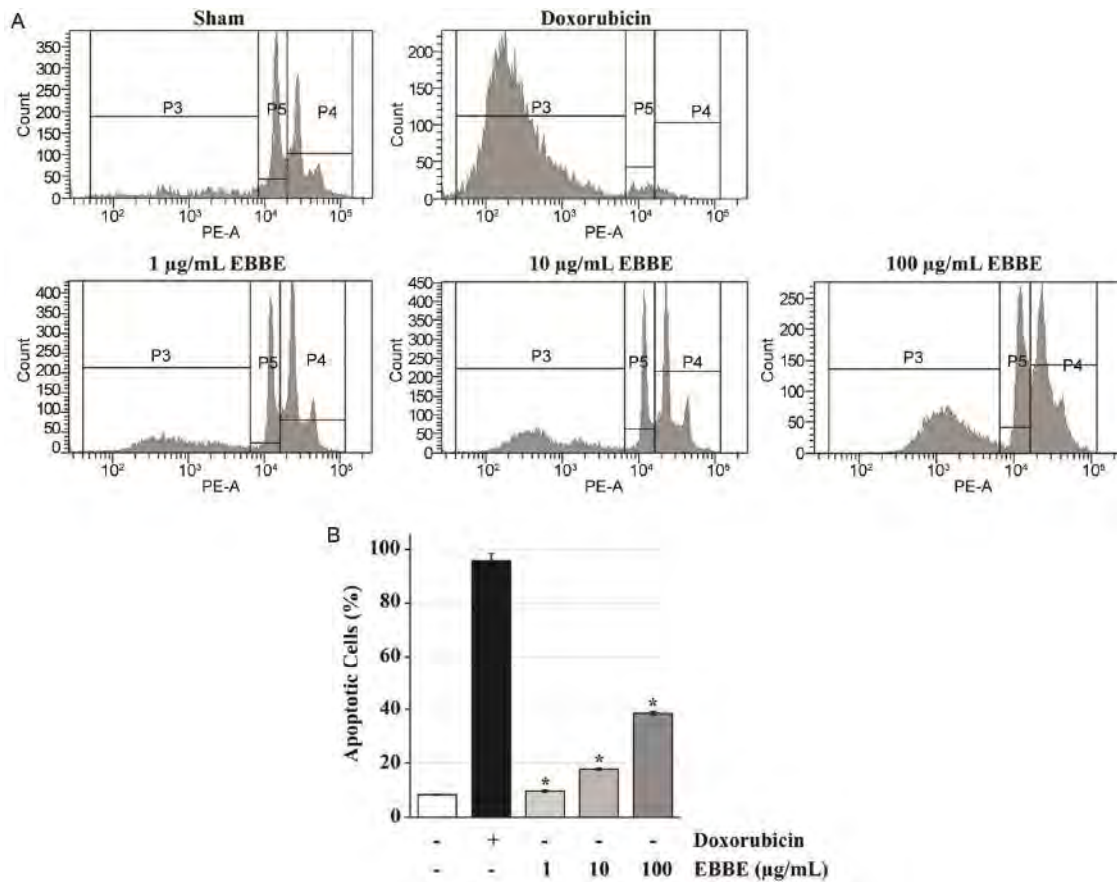 A
Sham
Count
350
300
250
200
150
100
50
0
P3
P5
P4
10² 10³ 10⁴ 10⁵
PE-A
Doxorubicin
Count
200
150
100
50
0
P3
P5
P4
10² 10³ 10⁴ 10⁵
PE-A
1 µg/mL EBBE
Count
400
350
300
250
200
150
100
50
0
P3
P5
P4
10² 10³ 10⁴ 10⁵
PE-A
10 µg/mL EBBE
Count
450
400
350
300
250
200
150
100
50
0
P3
P5
P4
10² 10³ 10⁴ 10⁵
PE-A
100 µg/mL EBBE
Count
250
200
150
100
50
0
P3
P5
P4
10² 10³ 10⁴ 10⁵
PE-A
B
Apoptotic Cells (%)
100
80
60
40
20
0
* * *
- + - - - Doxorubicin
- - 1 10 100 EBBE (µg/mL)